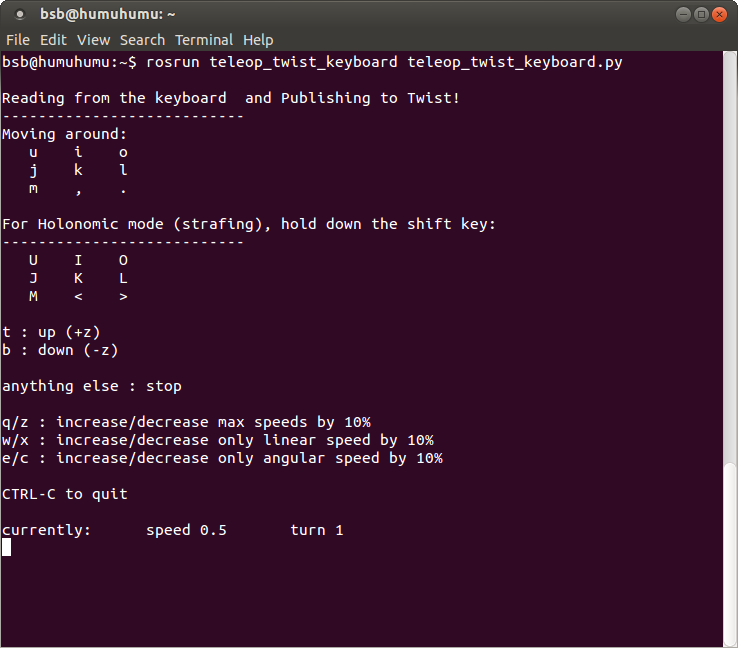 bsb@humuhumu: ~
File Edit View Search Terminal Help
bsb@humuhumu:~$ rosrun teleop_twist_keyboard teleop_twist_keyboard.py
Reading from the keyboard  and Publishing to Twist!
---------------------------
Moving around:
   u    i    o
   j    k    l
   m    ,    .
For Holonomic mode (strafing), hold down the shift key:
---------------------------
   U    I    O
   J    K    L
   M    <    >
t : up (+z)
b : down (-z)
anything else : stop
q/z : increase/decrease max speeds by 10%
w/x : increase/decrease only linear speed by 10%
e/c : increase/decrease only angular speed by 10%
CTRL-C to quit
currently:      speed 0.5       turn 1